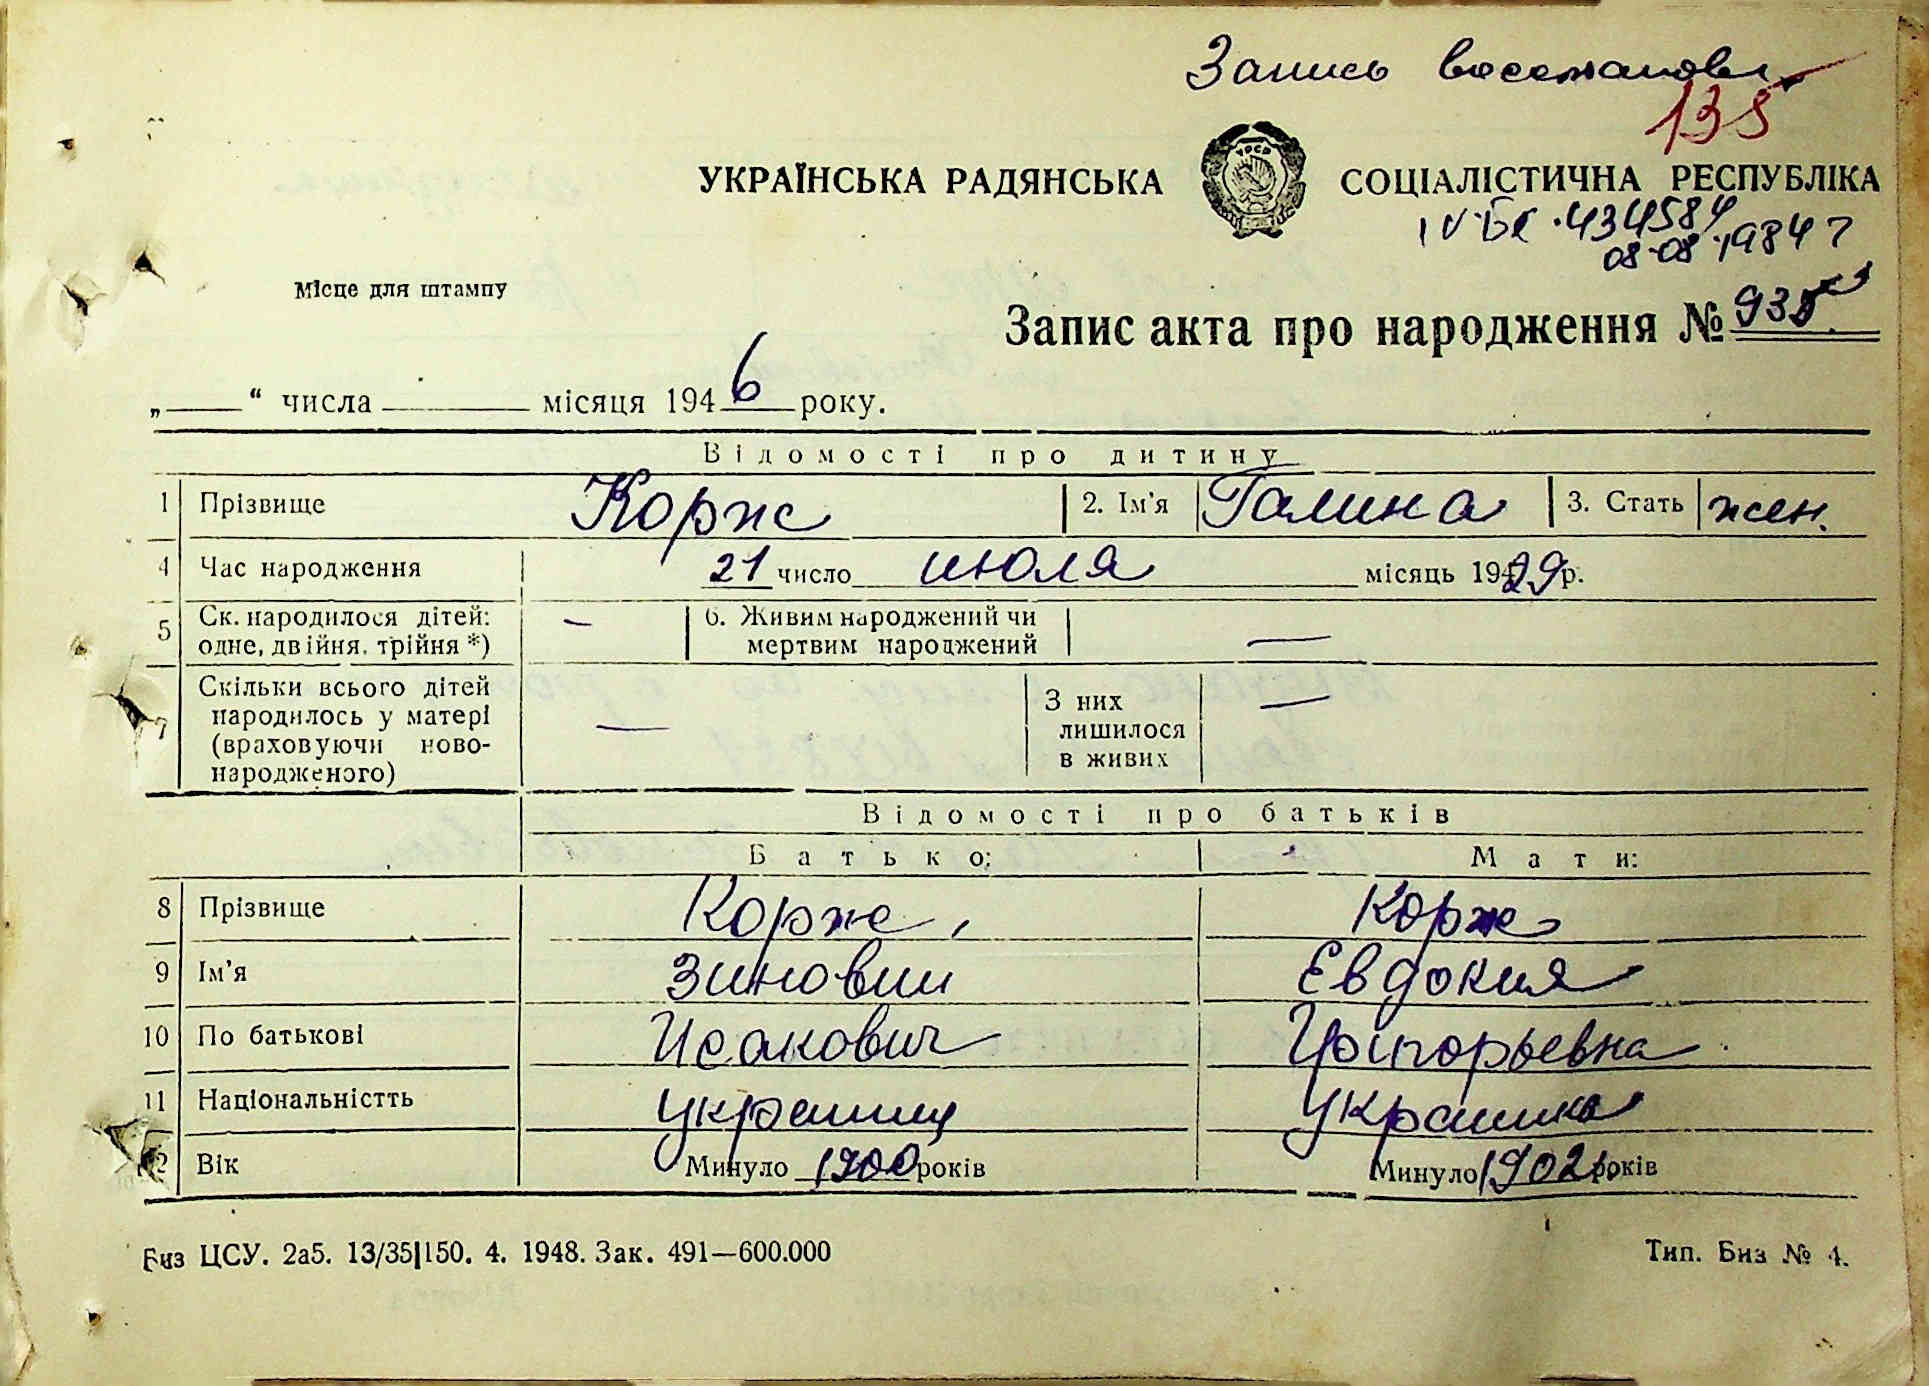 Запись восстановл.
135
УКРАЇНСЬКА РАДЯНСЬКА СОЦІАЛІСТИЧНА РЕСПУБЛІКА
УРСР
IV-БК 434584
08.08.1984 г
Місце для штампу
Запис акта про народження № 935
„ “ числа місяця 1946 року.
Відомості про дитину
1 Прізвище Корж 2. Ім'я Галина 3. Стать жен.
4 Час народження 21 число июля місяць 1929 р.
5 Ск. народилося дітей: одне, двійня, трійня *) — 6. Живим народжений чи мертвим народжений —
7 Скільки всього дітей народилось у матері (враховуючи ново-народженого) — З них лишилося в живих —
Відомості про батьків
Батько: Мати:
8 Прізвище Корж Корж
9 Ім'я Зиновий Евдокия
10 По батькові Исакович Григорьевна
11 Національністть украинец украинка
12 Вік Минуло 1900 років Минуло 1902 років
Биз ЦСУ. 2а5. 13/35|150. 4. 1948. Зак. 491—600.000 Тип. Биз № 4.